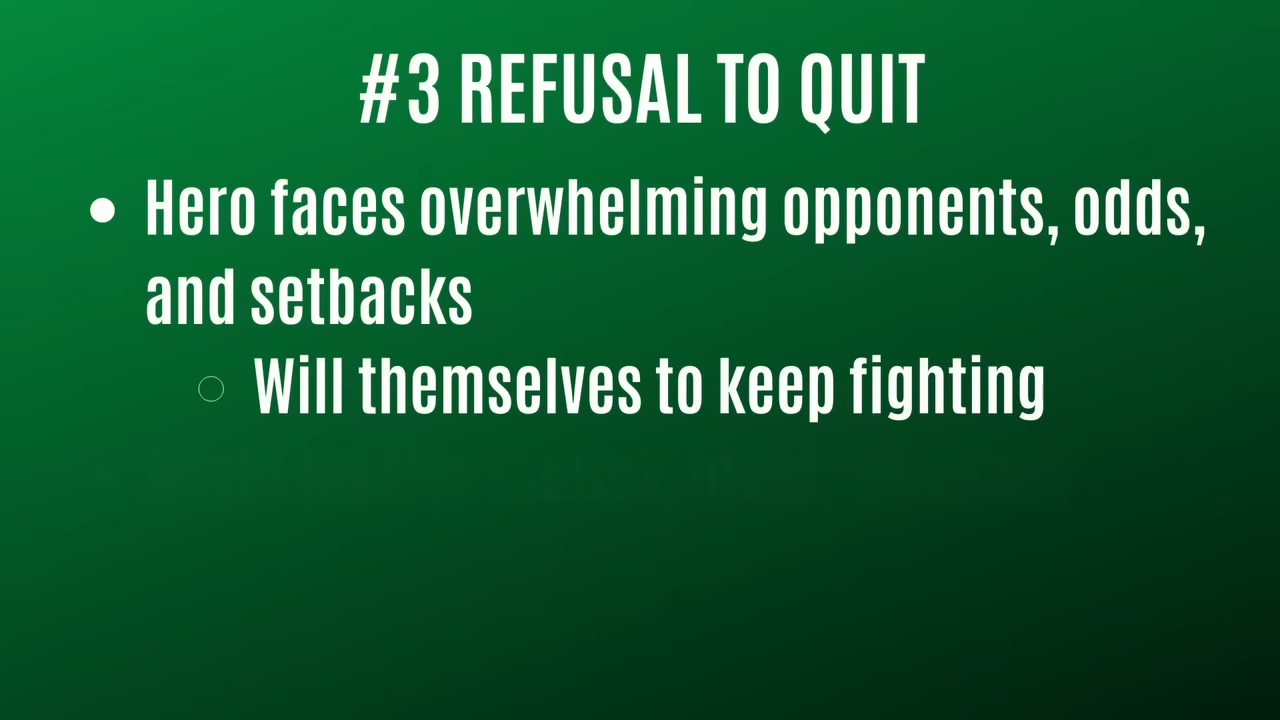 #3 REFUSAL TO QUIT
● Hero faces overwhelming opponents, odds,
and setbacks
○ Will themselves to keep fighting